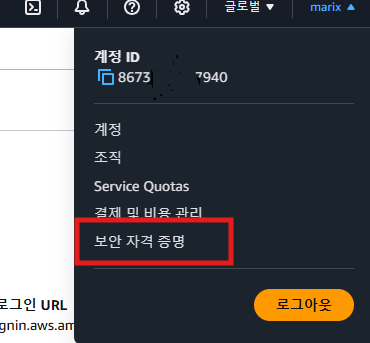 글로벌 ▼ marix ▲
계정 ID
8673 7940
계정
조직
Service Quotas
결제 및 비용 관리
보안 자격 증명
로그아웃
로그인 URL
gnin.aws.am